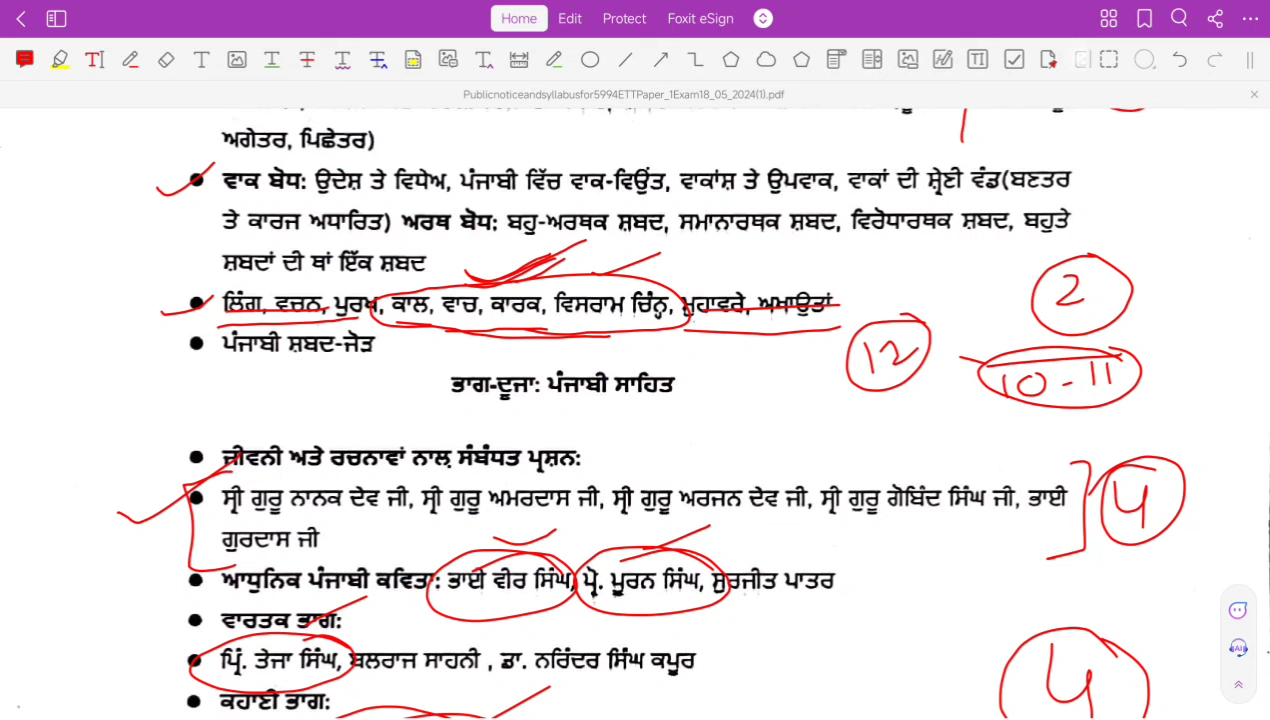 Home Edit Protect Foxit eSign
Publicnoticeandsyllabusfor5994ETTPaper_1Exam18_05_2024(1).pdf
ਅਗੇਤਰ, ਪਿਛੇਤਰ)
ਵਾਕ ਬੋਧ: ਉਦੇਸ਼ ਤੇ ਵਿਧੇਅ, ਪੰਜਾਬੀ ਵਿੱਚ ਵਾਕ-ਵਿਉਂਤ, ਵਾਕਾਂਸ਼ ਤੇ ਉਪਵਾਕ, ਵਾਕਾਂ ਦੀ ਸ਼੍ਰੇਣੀ ਵੰਡ(ਬਣਤਰ
ਤੇ ਕਾਰਜ ਅਧਾਰਿਤ) ਅਰਥ ਬੋਧ: ਬਹੁ-ਅਰਥਕ ਸ਼ਬਦ, ਸਮਾਨਾਰਥਕ ਸ਼ਬਦ, ਵਿਰੋਧਾਰਥਕ ਸ਼ਬਦ, ਬਹੁਤੇ
ਸ਼ਬਦਾਂ ਦੀ ਥਾਂ ਇੱਕ ਸ਼ਬਦ
ਲਿੰਗ, ਵਚਨ, ਪੁਰਖ, ਕਾਲ, ਵਾਚ, ਕਾਰਕ, ਵਿਸਰਾਮ ਚਿੰਨ੍ਹ, ਮੁਹਾਵਰੇ, ਅਖਾਉਤਾਂ
2
ਪੰਜਾਬੀ ਸ਼ਬਦ-ਜੋੜ
12
10-11
ਭਾਗ-ਦੂਜਾ: ਪੰਜਾਬੀ ਸਾਹਿਤ
ਜੀਵਨੀ ਅਤੇ ਰਚਨਾਵਾਂ ਨਾਲ਼ ਸੰਬੰਧਤ ਪ੍ਰਸ਼ਨ:
ਸ੍ਰੀ ਗੁਰੂ ਨਾਨਕ ਦੇਵ ਜੀ, ਸ੍ਰੀ ਗੁਰੂ ਅਮਰਦਾਸ ਜੀ, ਸ੍ਰੀ ਗੁਰੂ ਅਰਜਨ ਦੇਵ ਜੀ, ਸ੍ਰੀ ਗੁਰੂ ਗੋਬਿੰਦ ਸਿੰਘ ਜੀ, ਭਾਈ
4
ਗੁਰਦਾਸ ਜੀ
ਆਧੁਨਿਕ ਪੰਜਾਬੀ ਕਵਿਤਾ: ਭਾਈ ਵੀਰ ਸਿੰਘ, ਪ੍ਰੋ. ਪੂਰਨ ਸਿੰਘ, ਸੁਰਜੀਤ ਪਾਤਰ
ਵਾਰਤਕ ਭਾਗ:
ਪ੍ਰਿੰ. ਤੇਜਾ ਸਿੰਘ, ਬਲਰਾਜ ਸਾਹਨੀ , ਡਾ. ਨਰਿੰਦਰ ਸਿੰਘ ਕਪੂਰ
4
ਕਹਾਣੀ ਭਾਗ: